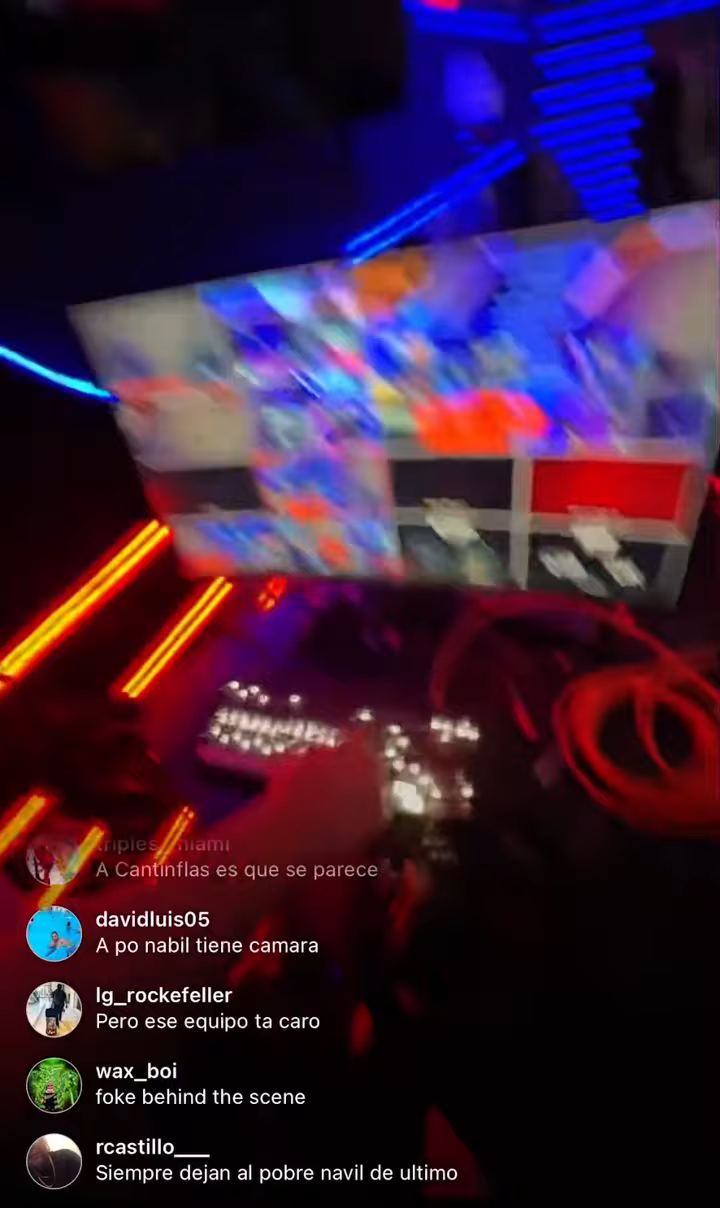 triples_miami
A Cantinflas es que se parece
davidluis05
A po nabil tiene camara
lg_rockefeller
Pero ese equipo ta caro
wax_boi
foke behind the scene
rcastillo___
Siempre dejan al pobre navil de ultimo